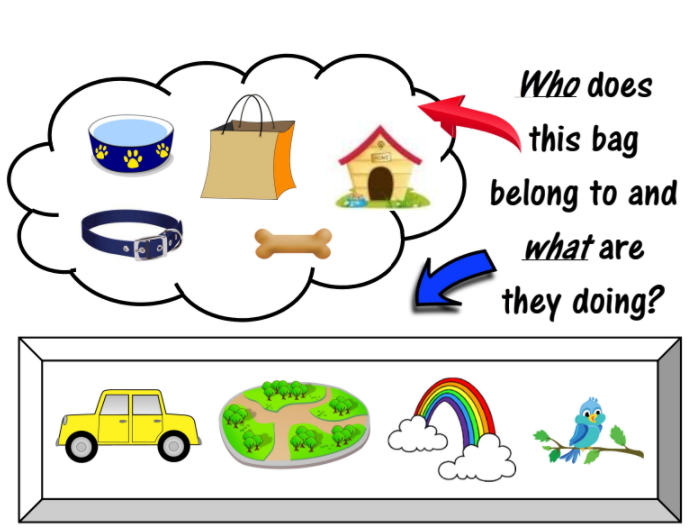 Who does
this bag
belong to and
what are
they doing?
HOME